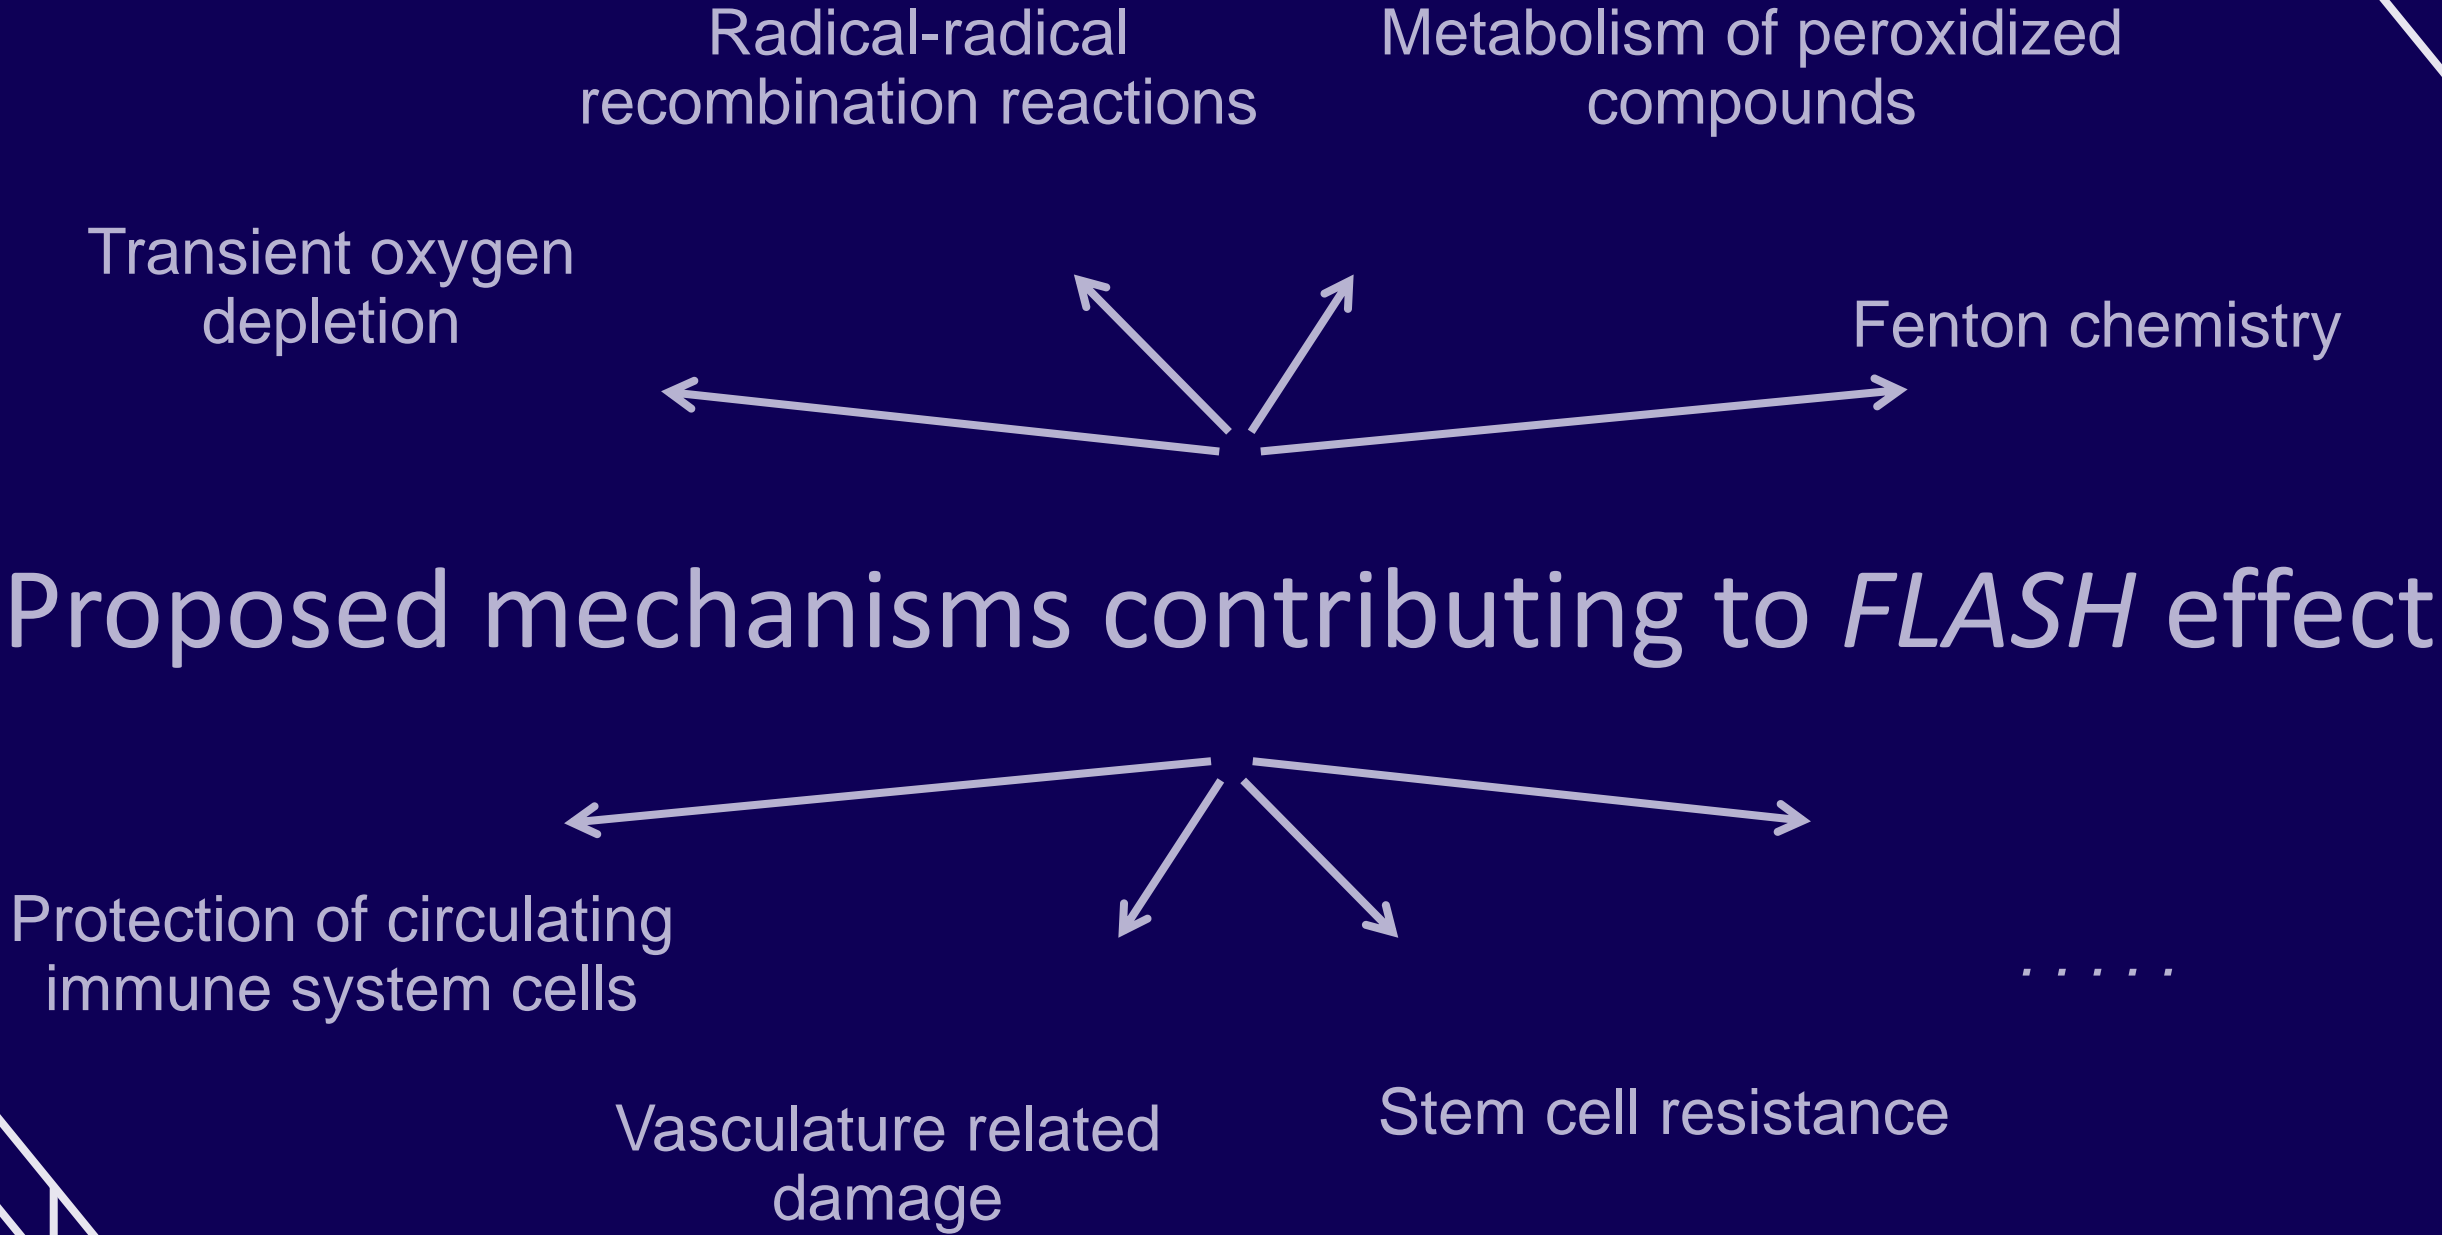 Radical-radical
recombination reactions
Metabolism of peroxidized
compounds
Transient oxygen
depletion
Fenton chemistry
Proposed mechanisms contributing to FLASH effect
Protection of circulating
immune system cells
. . . . .
Vasculature related
damage
Stem cell resistance